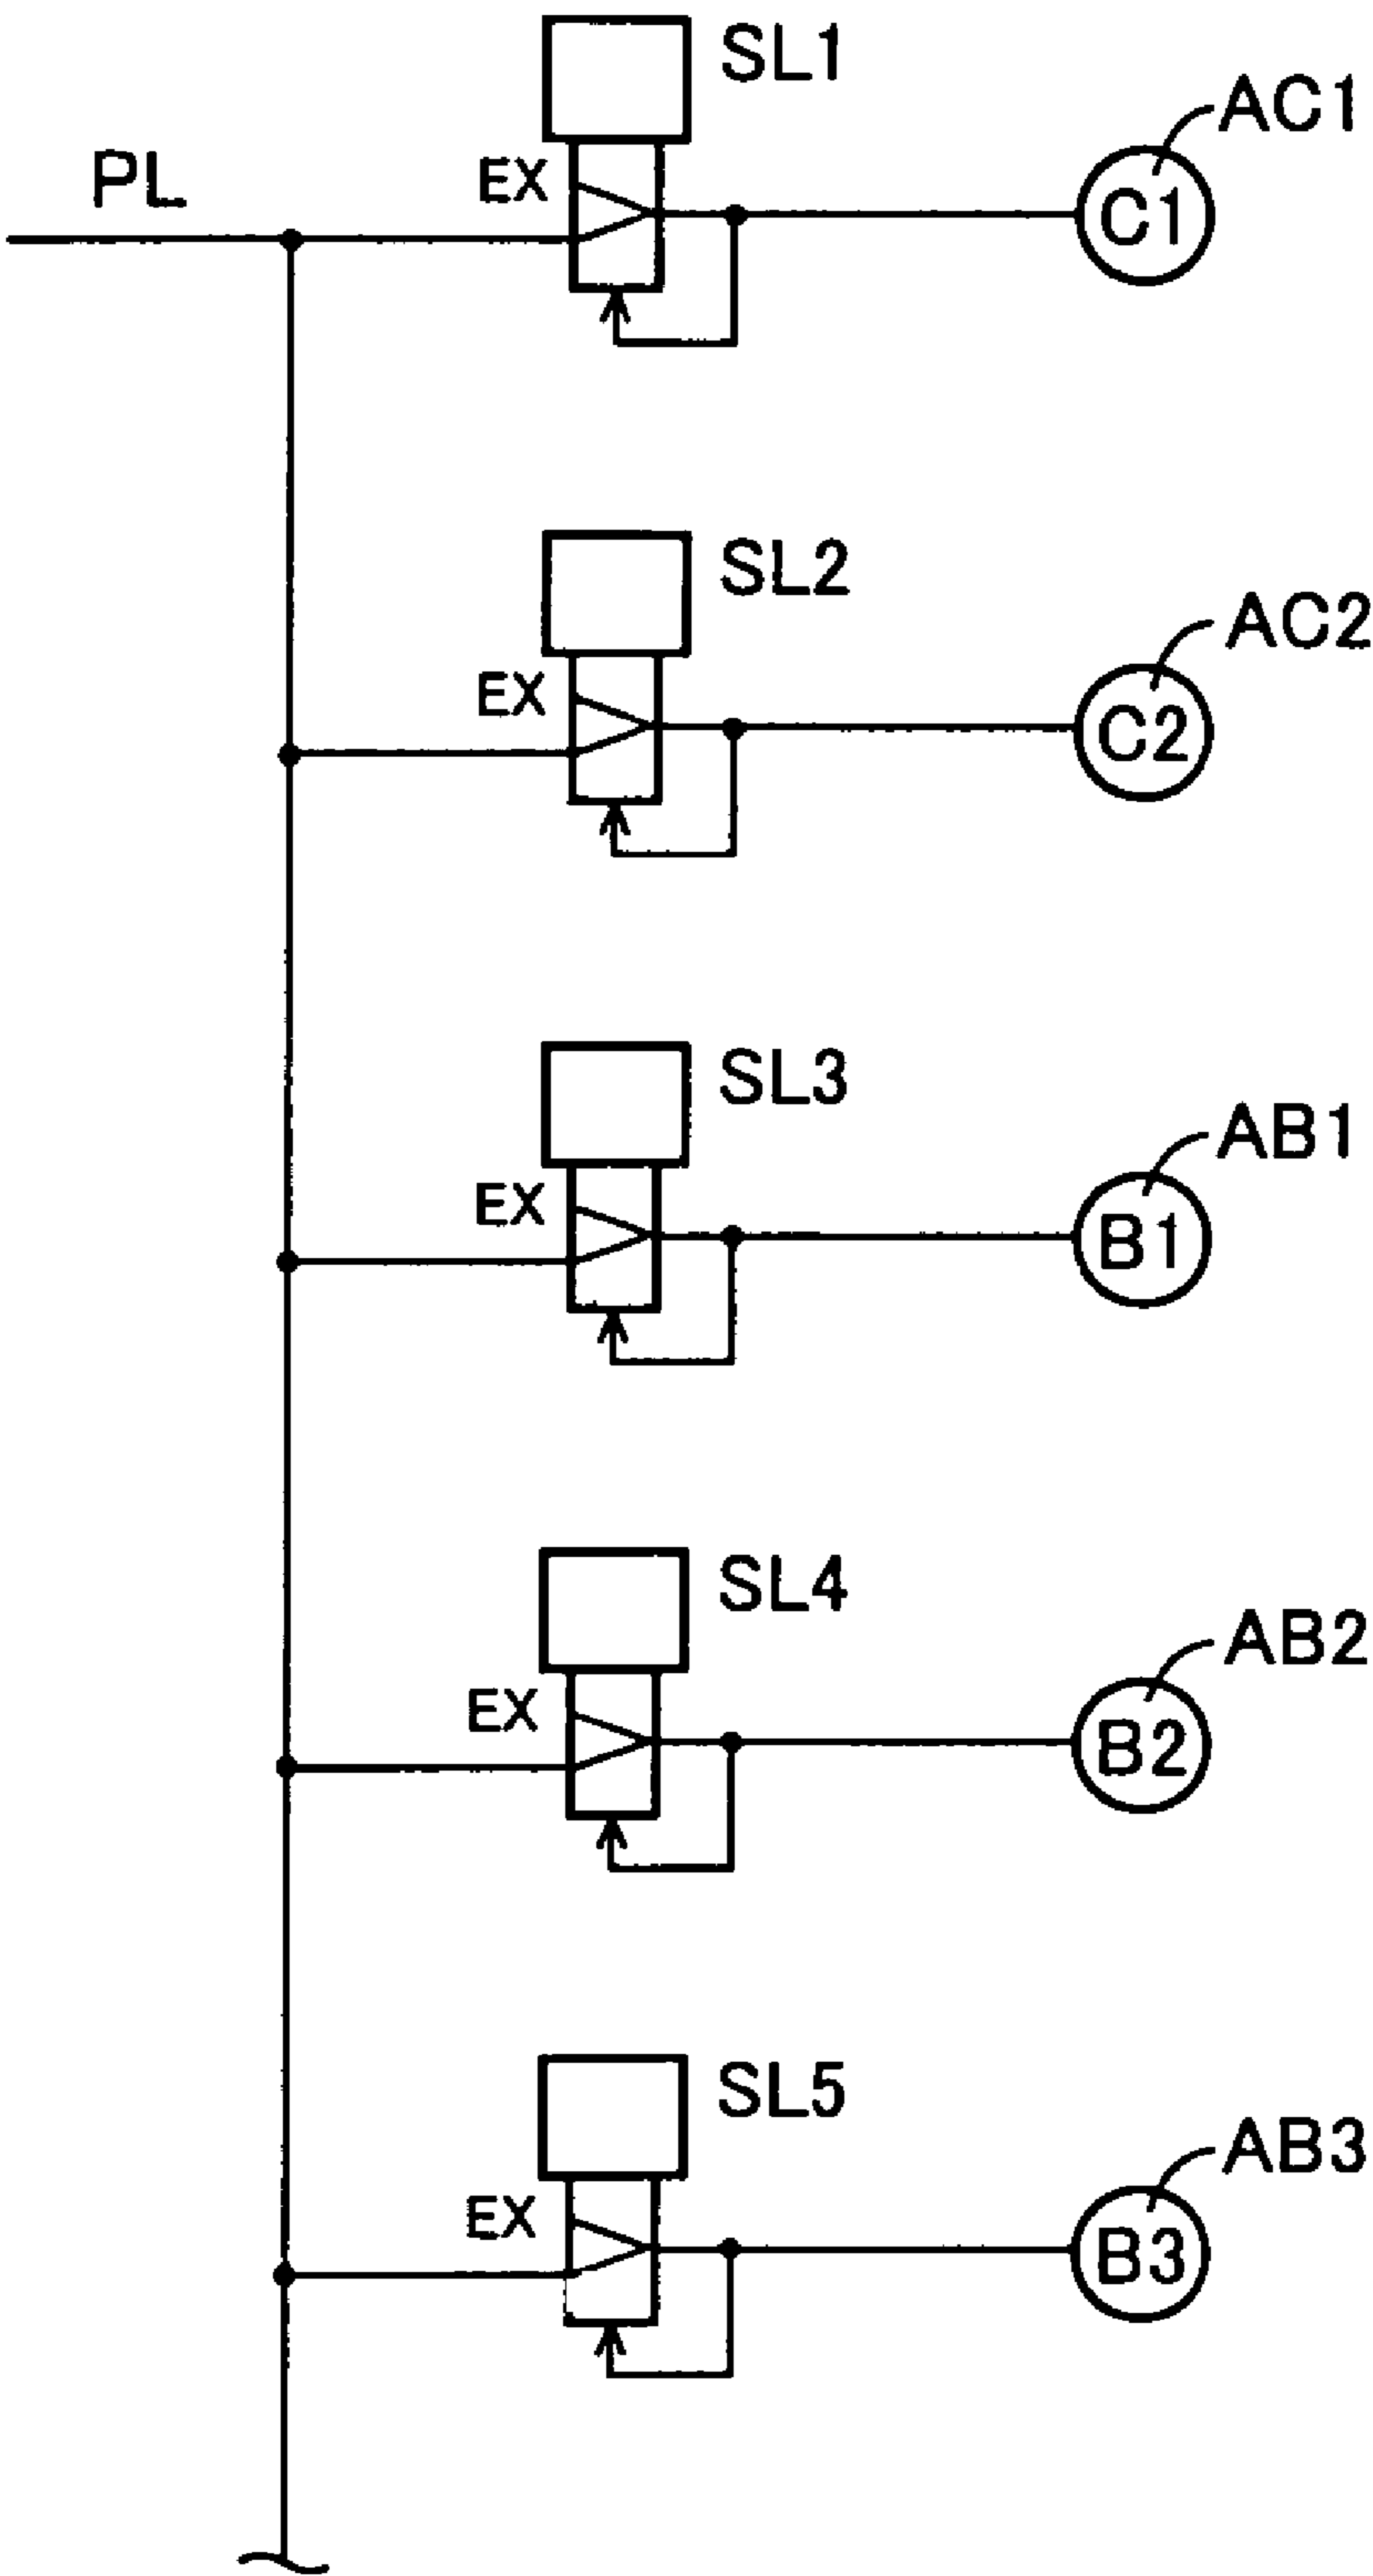 SL1
AC1
PL
EX
C1
SL2
AC2
EX
C2
SL3
AB1
EX
B1
SL4
AB2
EX
B2
SL5
AB3
EX
B3